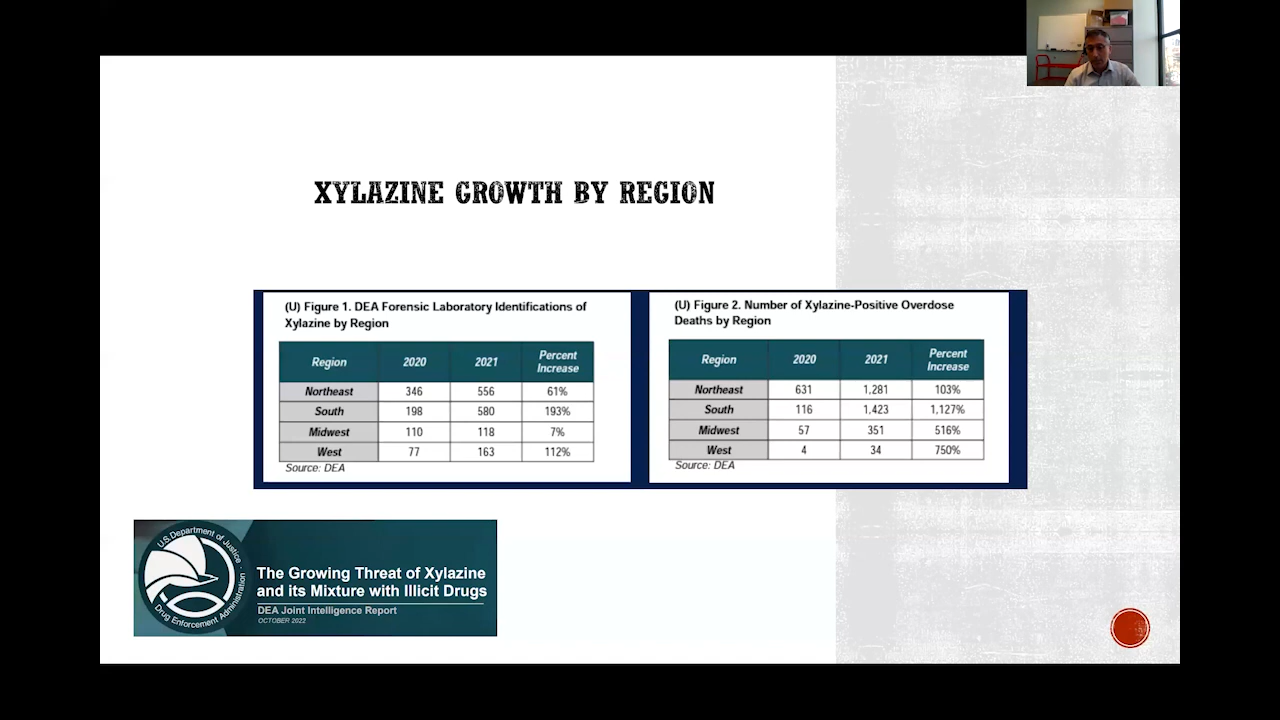 XYLAZINE GROWTH BY REGION
(U) Figure 1. DEA Forensic Laboratory Identifications of
Xylazine by Region
Region 2020 2021 Percent Increase
Northeast 346 556 61%
South 198 580 193%
Midwest 110 118 7%
West 77 163 112%
Source: DEA
(U) Figure 2. Number of Xylazine-Positive Overdose
Deaths by Region
Region 2020 2021 Percent Increase
Northeast 631 1,281 103%
South 116 1,423 1,127%
Midwest 57 351 516%
West 4 34 750%
Source: DEA
U.S. Department of Justice
Drug Enforcement Administration
The Growing Threat of Xylazine
and its Mixture with Illicit Drugs
DEA Joint Intelligence Report
OCTOBER 2022